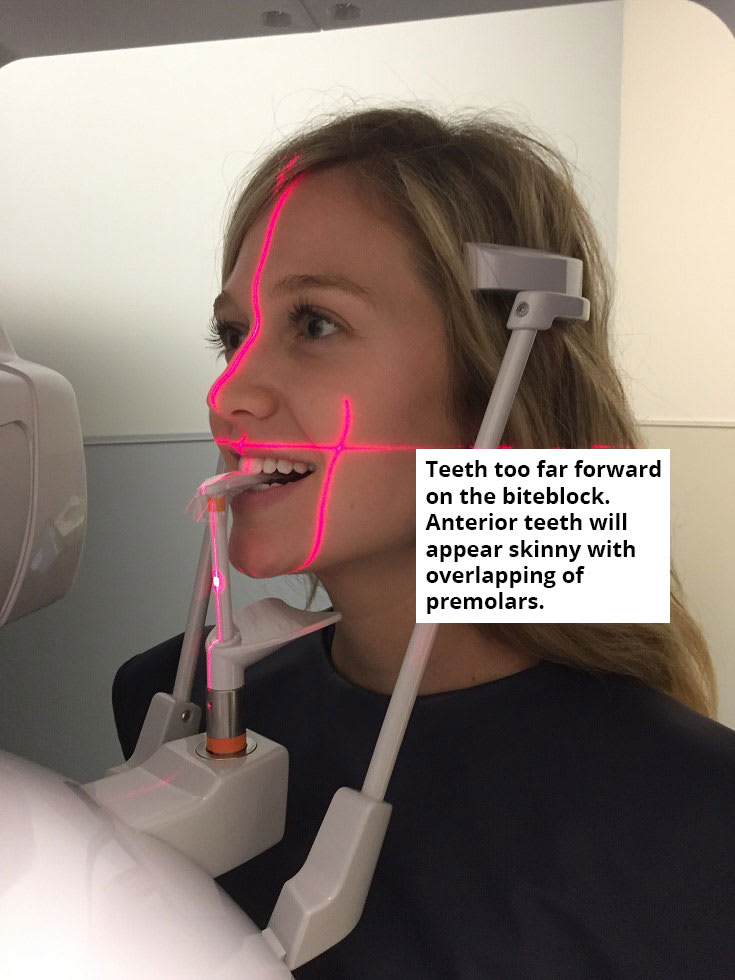 Teeth too far forward
on the biteblock.
Anterior teeth will
appear skinny with
overlapping of
premolars.